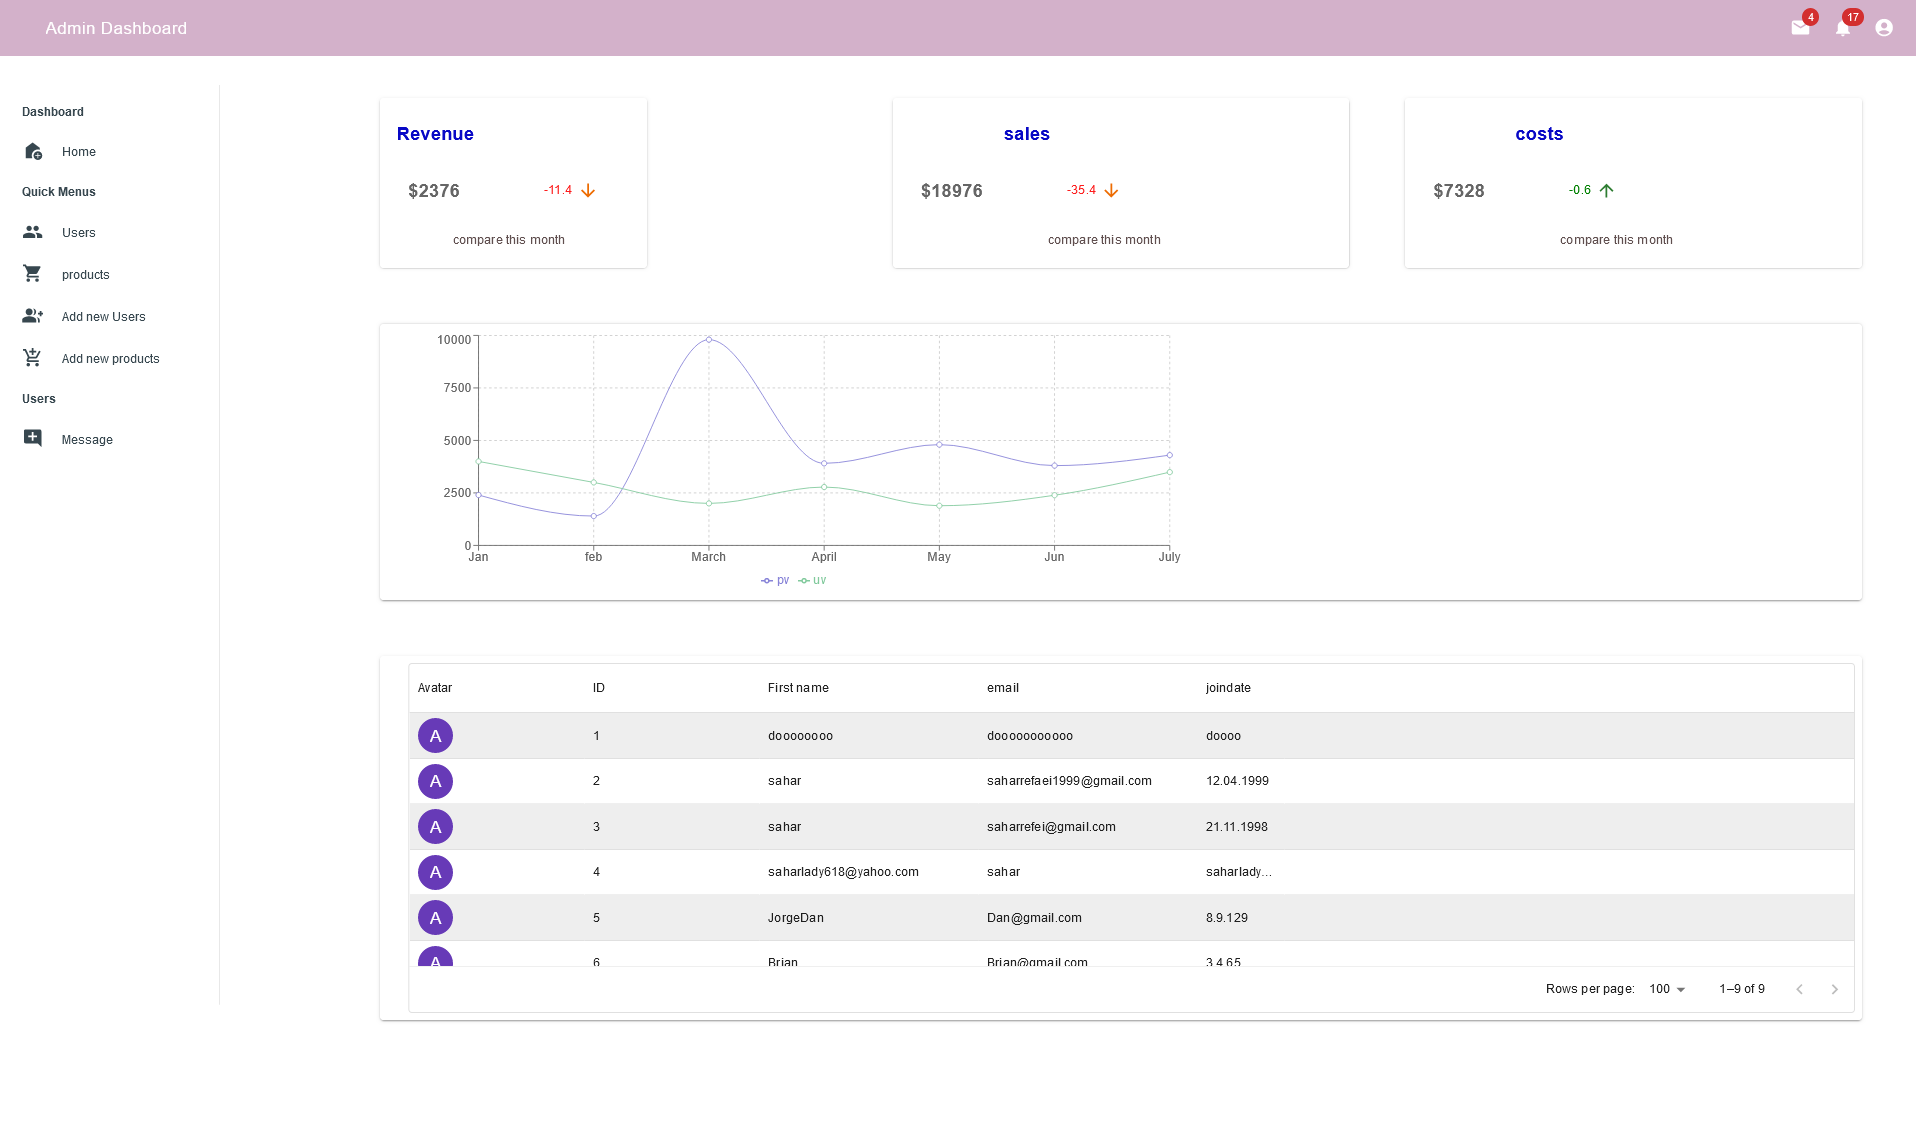 Admin Dashboard
4
17
Dashboard
Home
Quick Menus
Users
products
Add new Users
Add new products
Users
Message
Revenue
$2376
-11.4
compare this month
sales
$18976
-35.4
compare this month
costs
$7328
-0.6
compare this month
10000
7500
5000
2500
0
Jan feb March April May Jun July
pv uv
Avatar ID First name email joindate
A 1 doooooooo dooooooooooo doooo
A 2 sahar saharrefaei1999@gmail.com 12.04.1999
A 3 sahar saharrefei@gmail.com 21.11.1998
A 4 saharlady618@yahoo.com sahar saharlady...
A 5 JorgeDan Dan@gmail.com 8.9.129
A 6 Brian Brian@gmail.com 3.4.65
Rows per page: 100 1–9 of 9